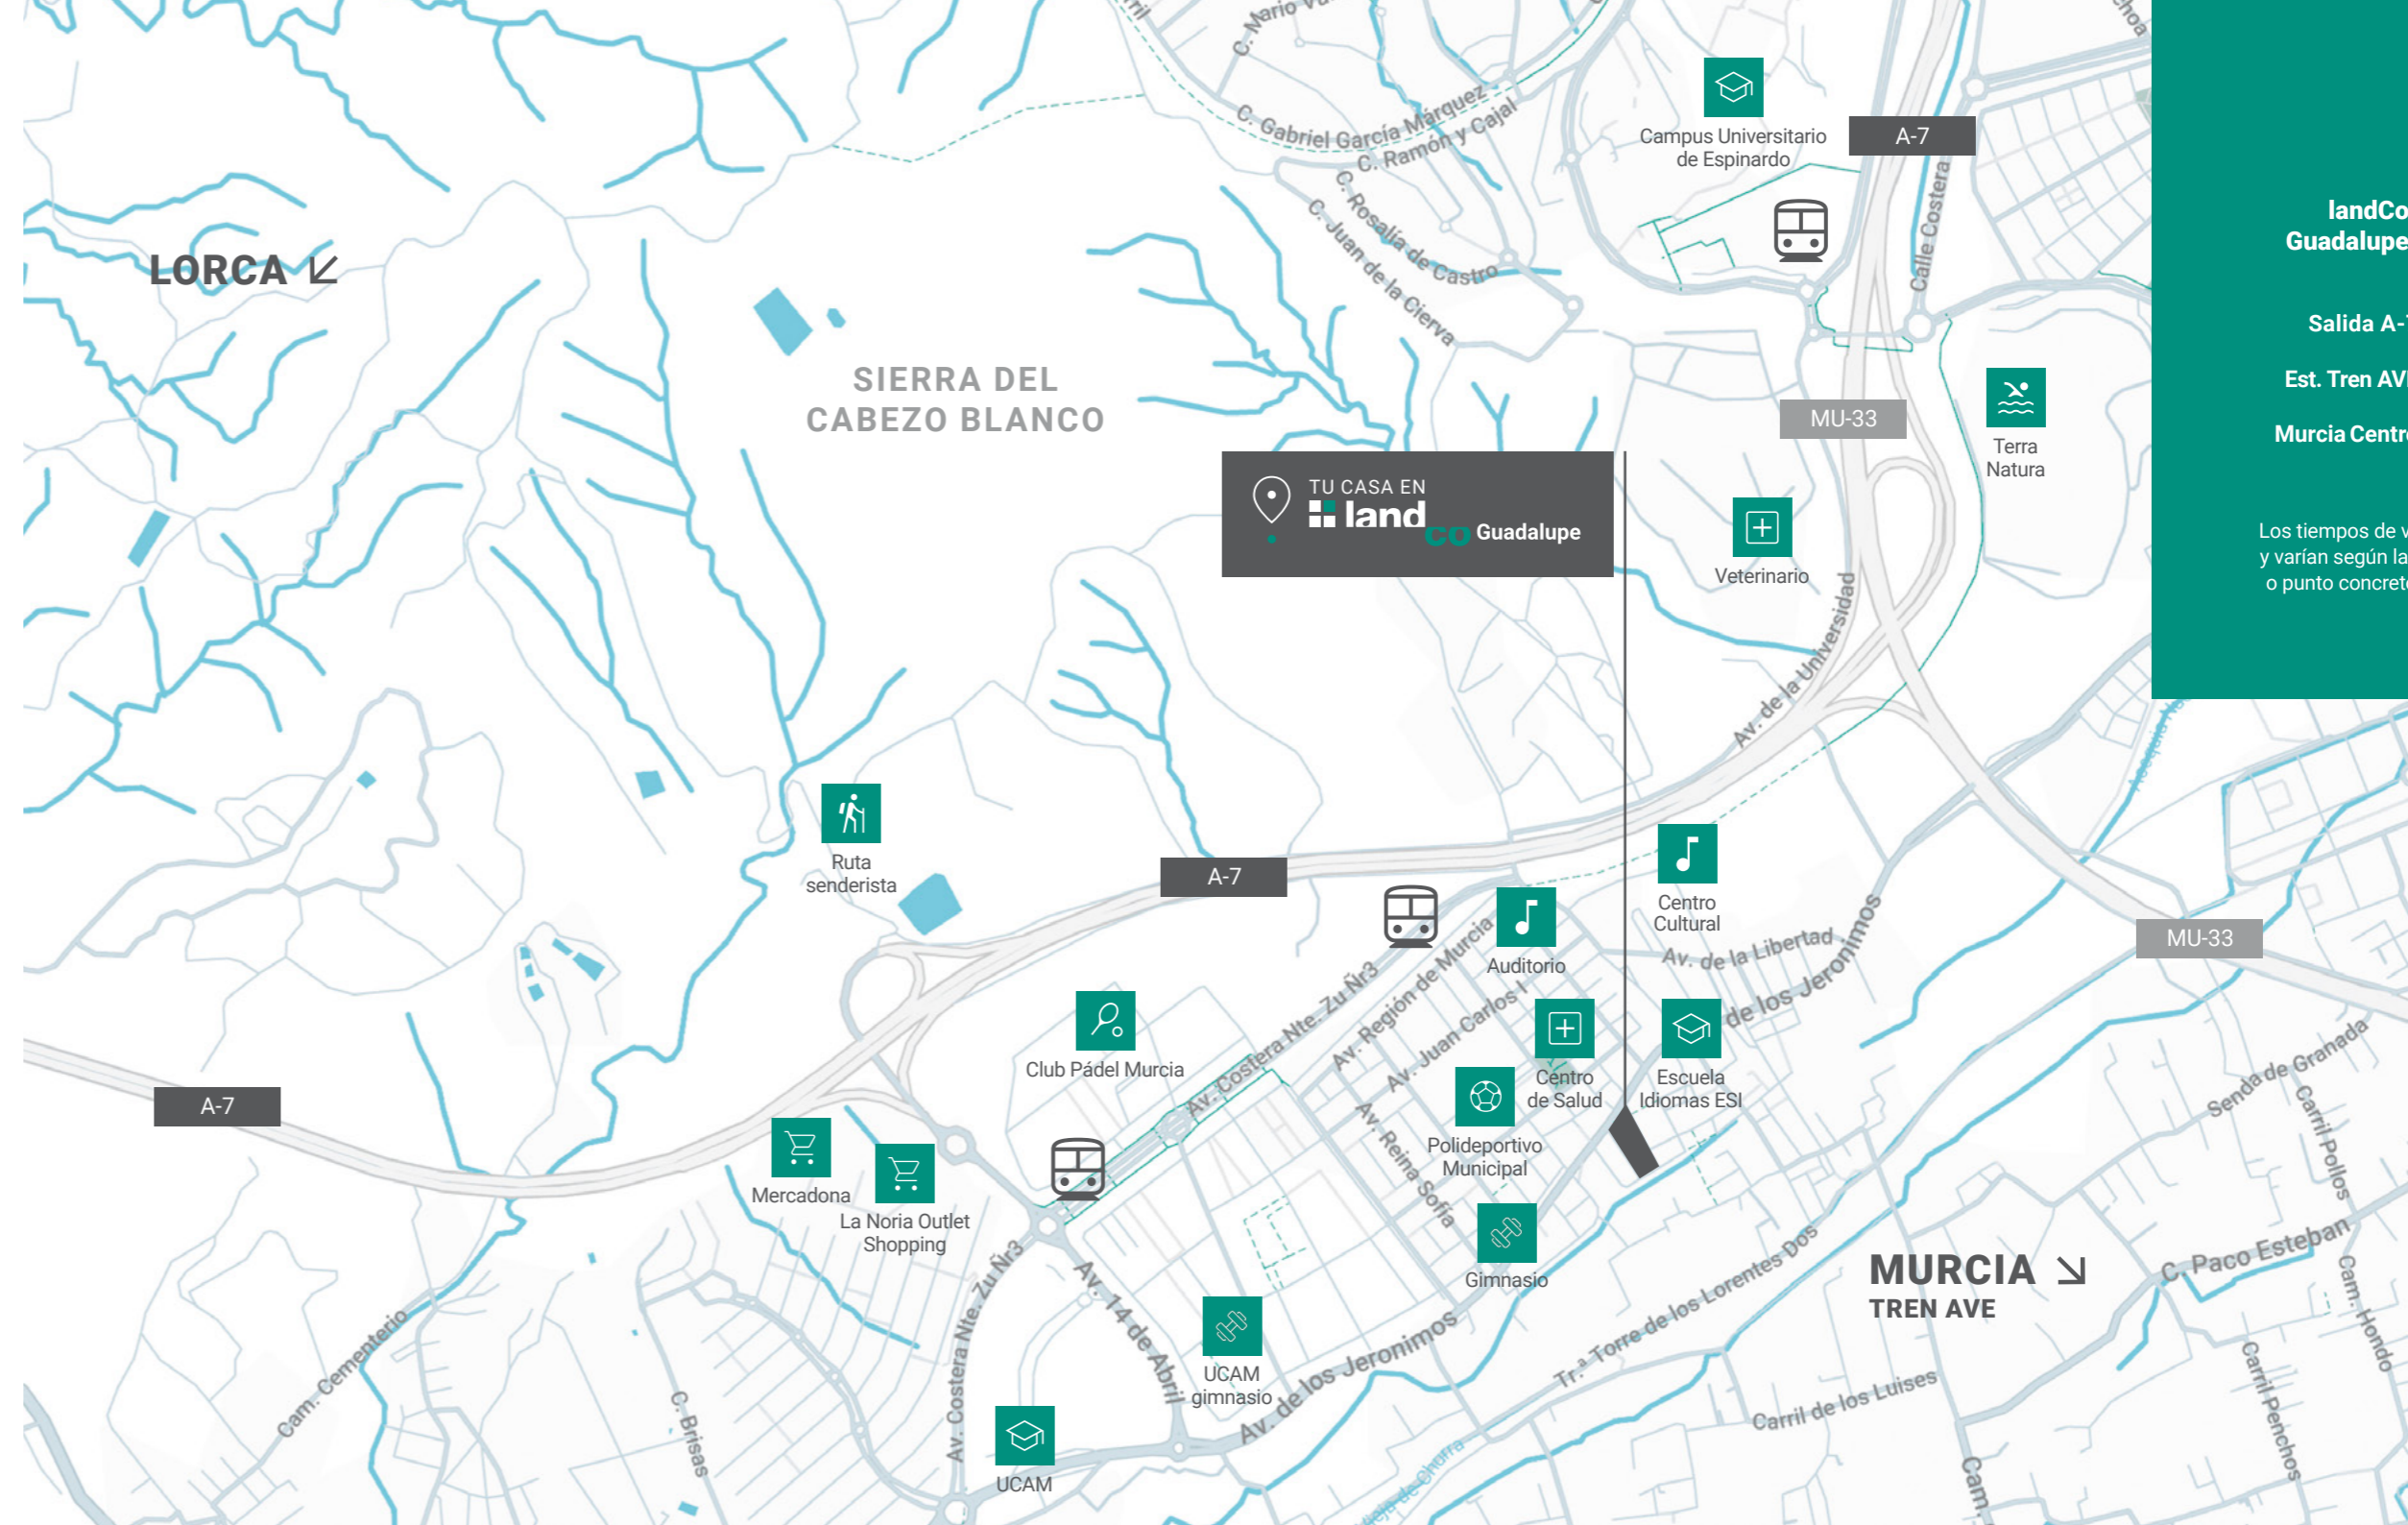 C. Gabriel García Márquez
C. Ramón y Cajal
C. Rosalía de Castro
C. Juan de la Cierva
Campus Universitario
de Espinardo
A-7
Calle Costera
landCo
Guadalupe
Salida A-
Est. Tren
Murcia
Los tiempos de
y varían según la
o punto
LORCA
SIERRA DEL
CABEZO BLANCO
MU-33
Terra
Natura
TU CASA EN
land
co Guadalupe
Veterinario
Av. de la Universidad
Ruta
senderista
A-7
Centro
Cultural
Auditorio
Av. de la Libertad
de los Jeronimos
MU-33
Club Pádel Murcia
Av. Costera Nte. Zu Ñr3
Av. Región de Murcia
Av. Juan Carlos I
Centro
de Salud
Escuela
Idiomas ESI
Polideportivo
Municipal
Av. Reina Sofía
Senda de Granada
Carril Pollos
A-7
Mercadona
La Noria Outlet
Shopping
Gimnasio
MURCIA
TREN AVE
C. Paco Esteban
Cam. Hondo
Cam. Cementerio
C. Brisas
Av. Costera Nte. Zu Ñr3
Av. 14 de Abril
UCAM
gimnasio
Av. de los Jeronimos
Tr.ª Torre de los Lorentes Dos
Carril de los Luises
Carril Penchos
UCAM
Cam.